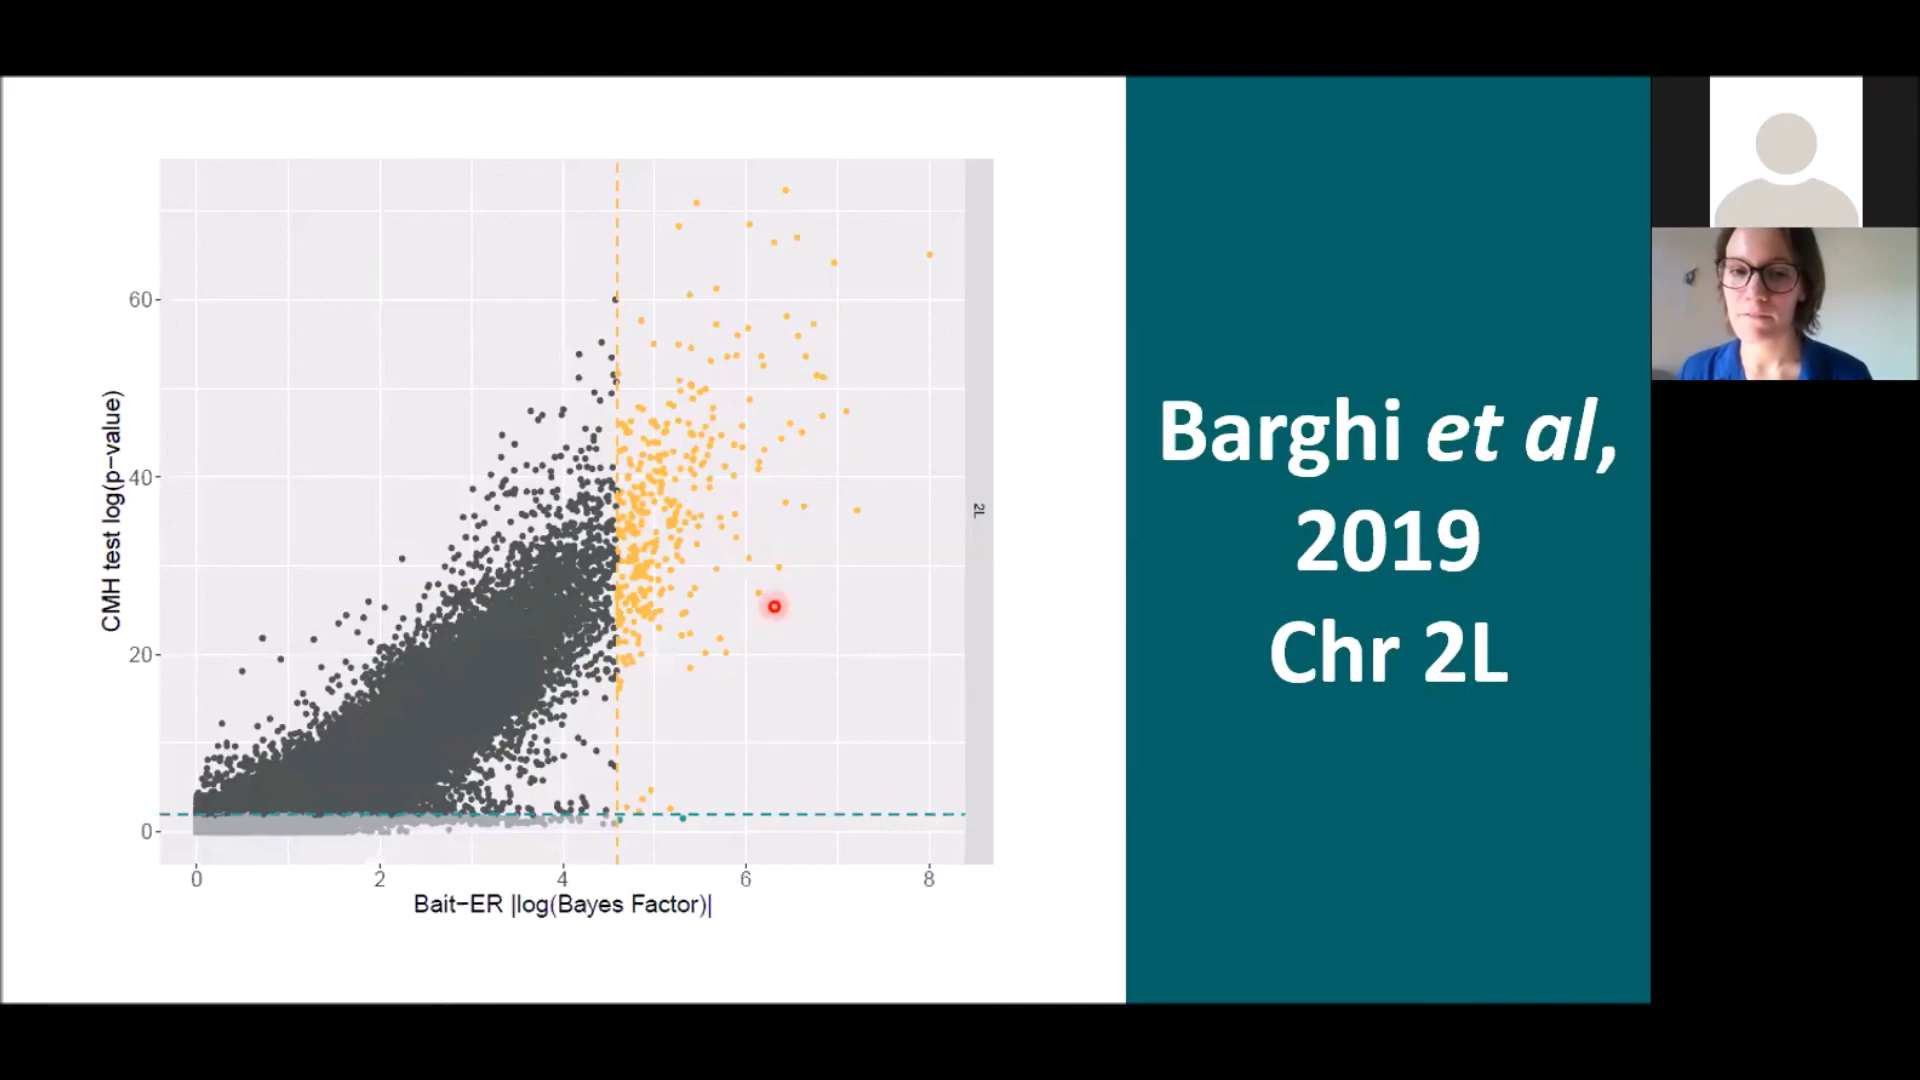 60
40
20
0
0 2 4 6 8
CMH test log(p−value)
Bait−ER |log(Bayes Factor)|
2L
Barghi et al,
2019
Chr 2L